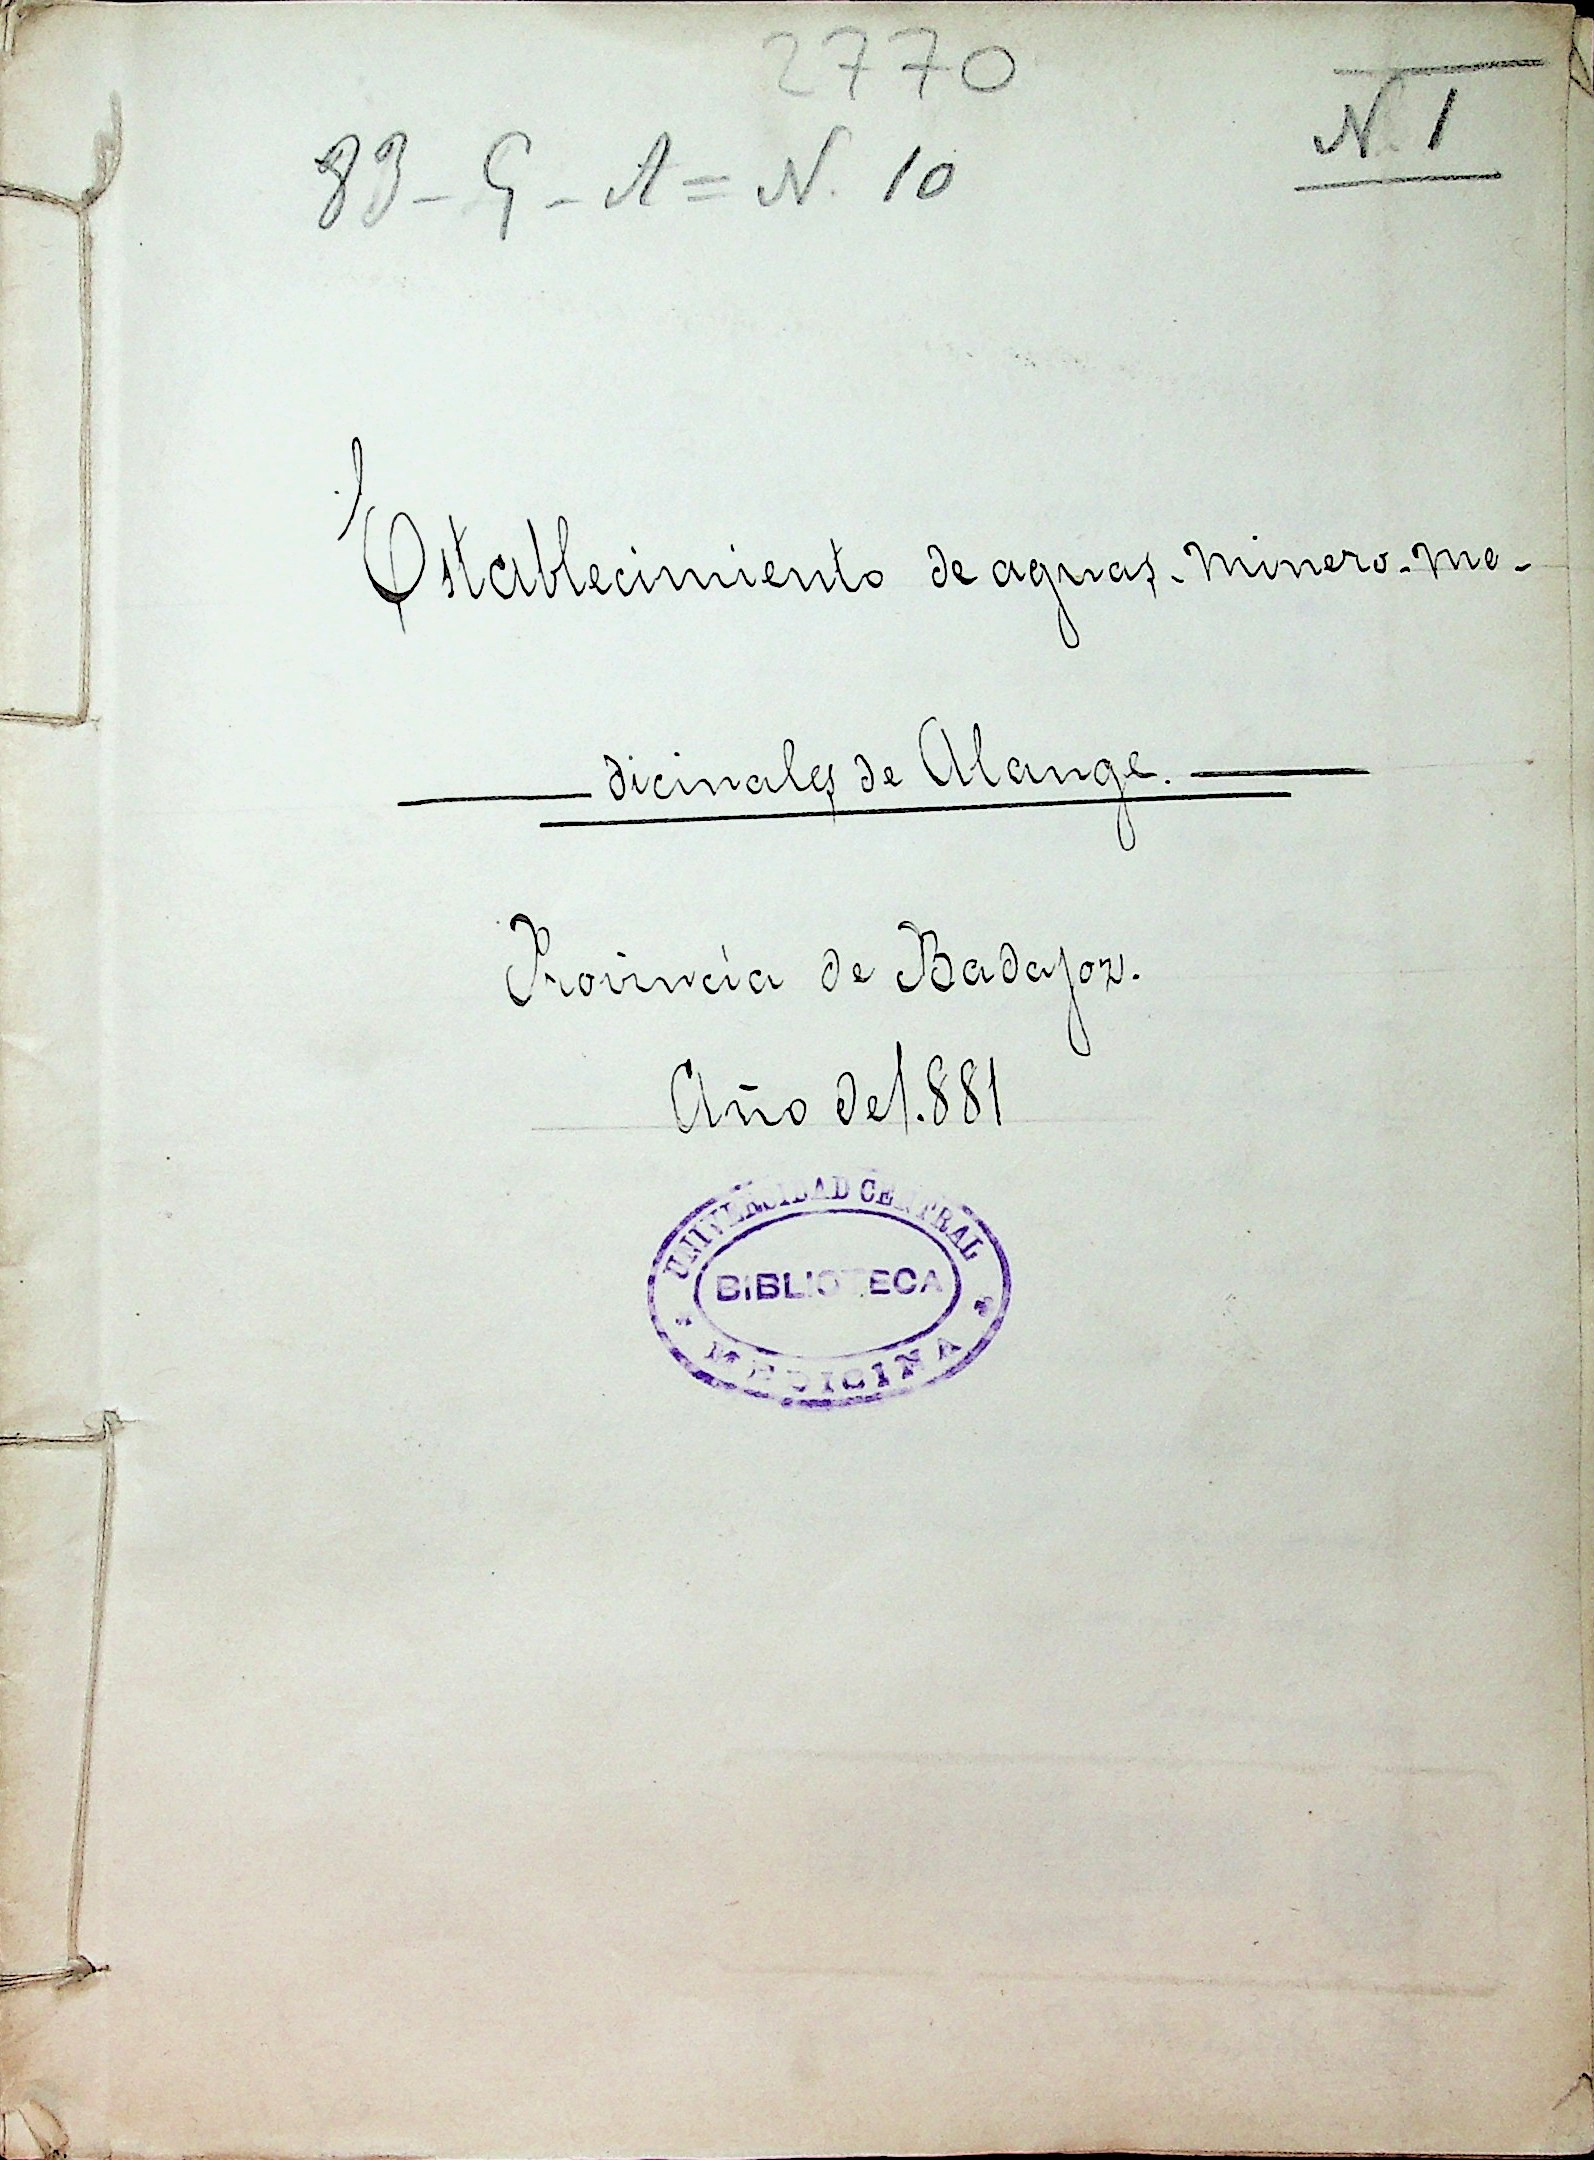 2770
N. 1
83 - G - A = N. 10
Establecimiento de aguas-minero-me-
dicinales de Alange.
Provincia de Badajoz.
Año de 1.881
UNIVERSIDAD CENTRAL
BIBLIOTECA
MEDICINA